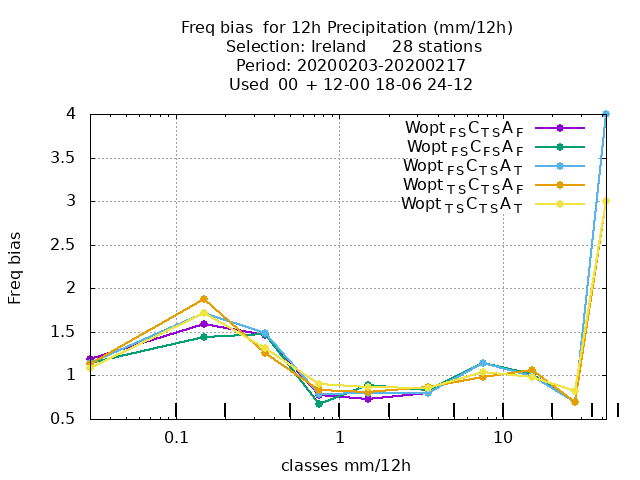 Freq bias  for 12h Precipitation (mm/12h)
Selection: Ireland     28 stations
Period: 20200203-20200217
Used  00  + 12-00 18-06 24-12
Wopt FS C TS A F
Wopt FS C FS A F
Wopt FS C TS A T
Wopt TS C TS A F
Wopt TS C TS A T
4
3.5
3
2.5
2
1.5
1
0.5
Freq bias
0.1 1 10
classes mm/12h